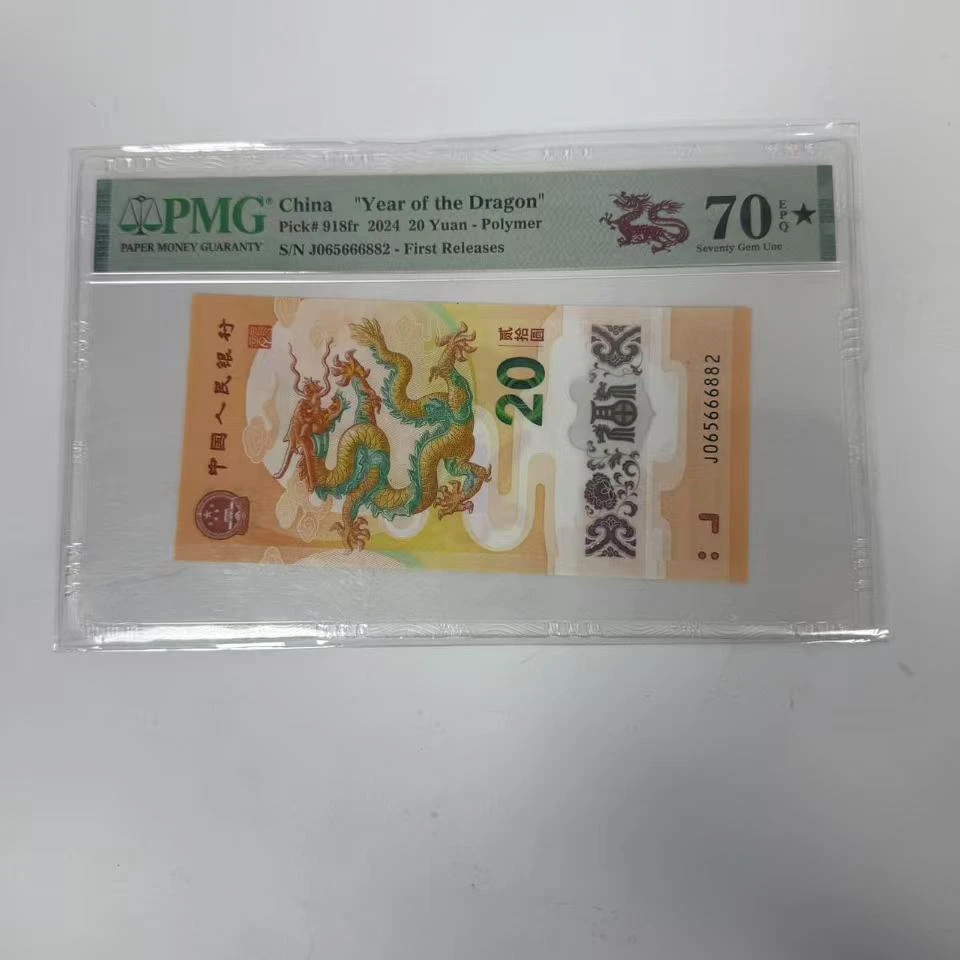 PMG®
PAPER MONEY GUARANTY
China "Year of the Dragon"
Pick# 918fr 2024 20 Yuan - Polymer
S/N J065666882 - First Releases
70
EPQ
★
Seventy Gem Unc
中国人民银行
贰拾圆
20
福
J065666882